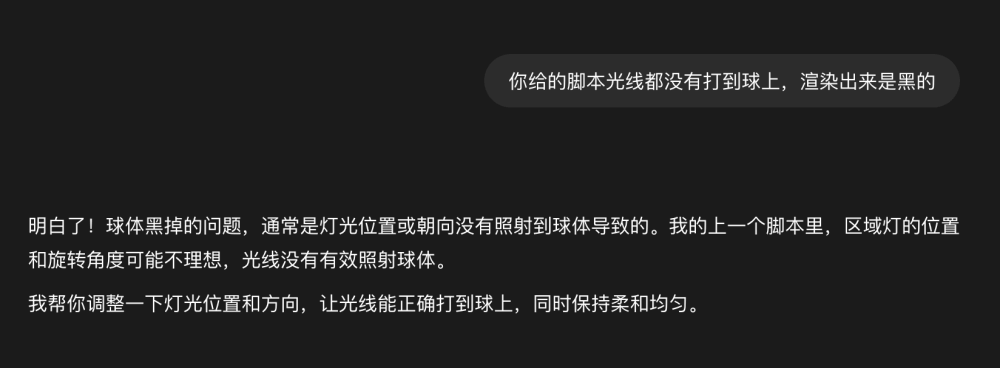 你给的脚本光线都没有打到球上，渲染出来是黑的
明白了！球体黑掉的问题，通常是灯光位置或朝向没有照射到球体导致的。我的上一个脚本里，区域灯的位置
和旋转角度可能不理想，光线没有有效照射球体。
我帮你调整一下灯光位置和方向，让光线能正确打到球上，同时保持柔和均匀。